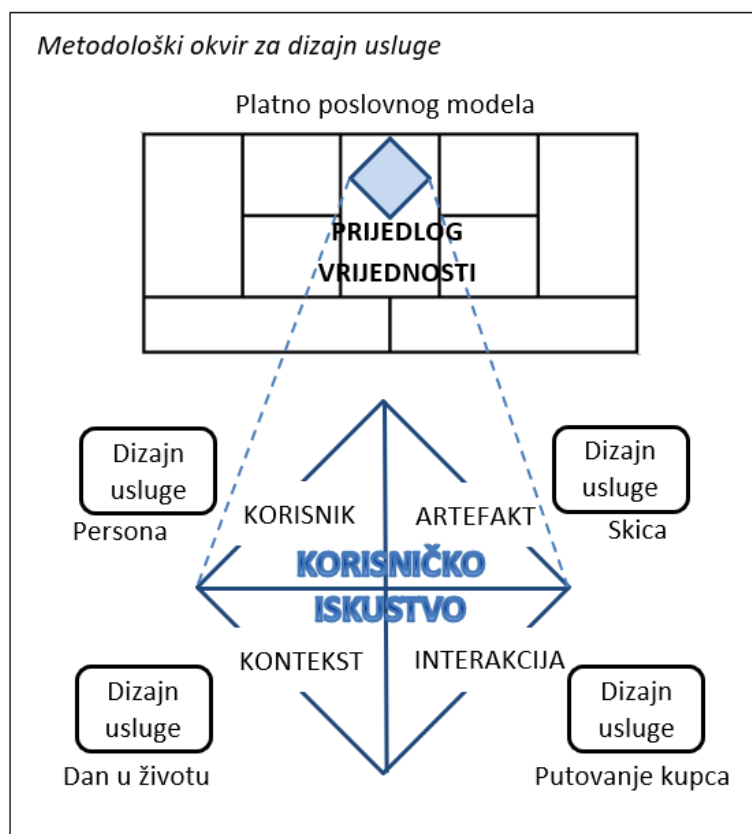 Metodološki okvir za dizajn usluge
Platno poslovnog modela
PRIJEDLOG
VRIJEDNOSTI
Dizajn
usluge
Persona
Dizajn
usluge
Skica
KORISNIK
ARTEFAKT
KORISNIČKO
ISKUSTVO
KONTEKST
INTERAKCIJA
Dizajn
usluge
Dan u životu
Dizajn
usluge
Putovanje kupca